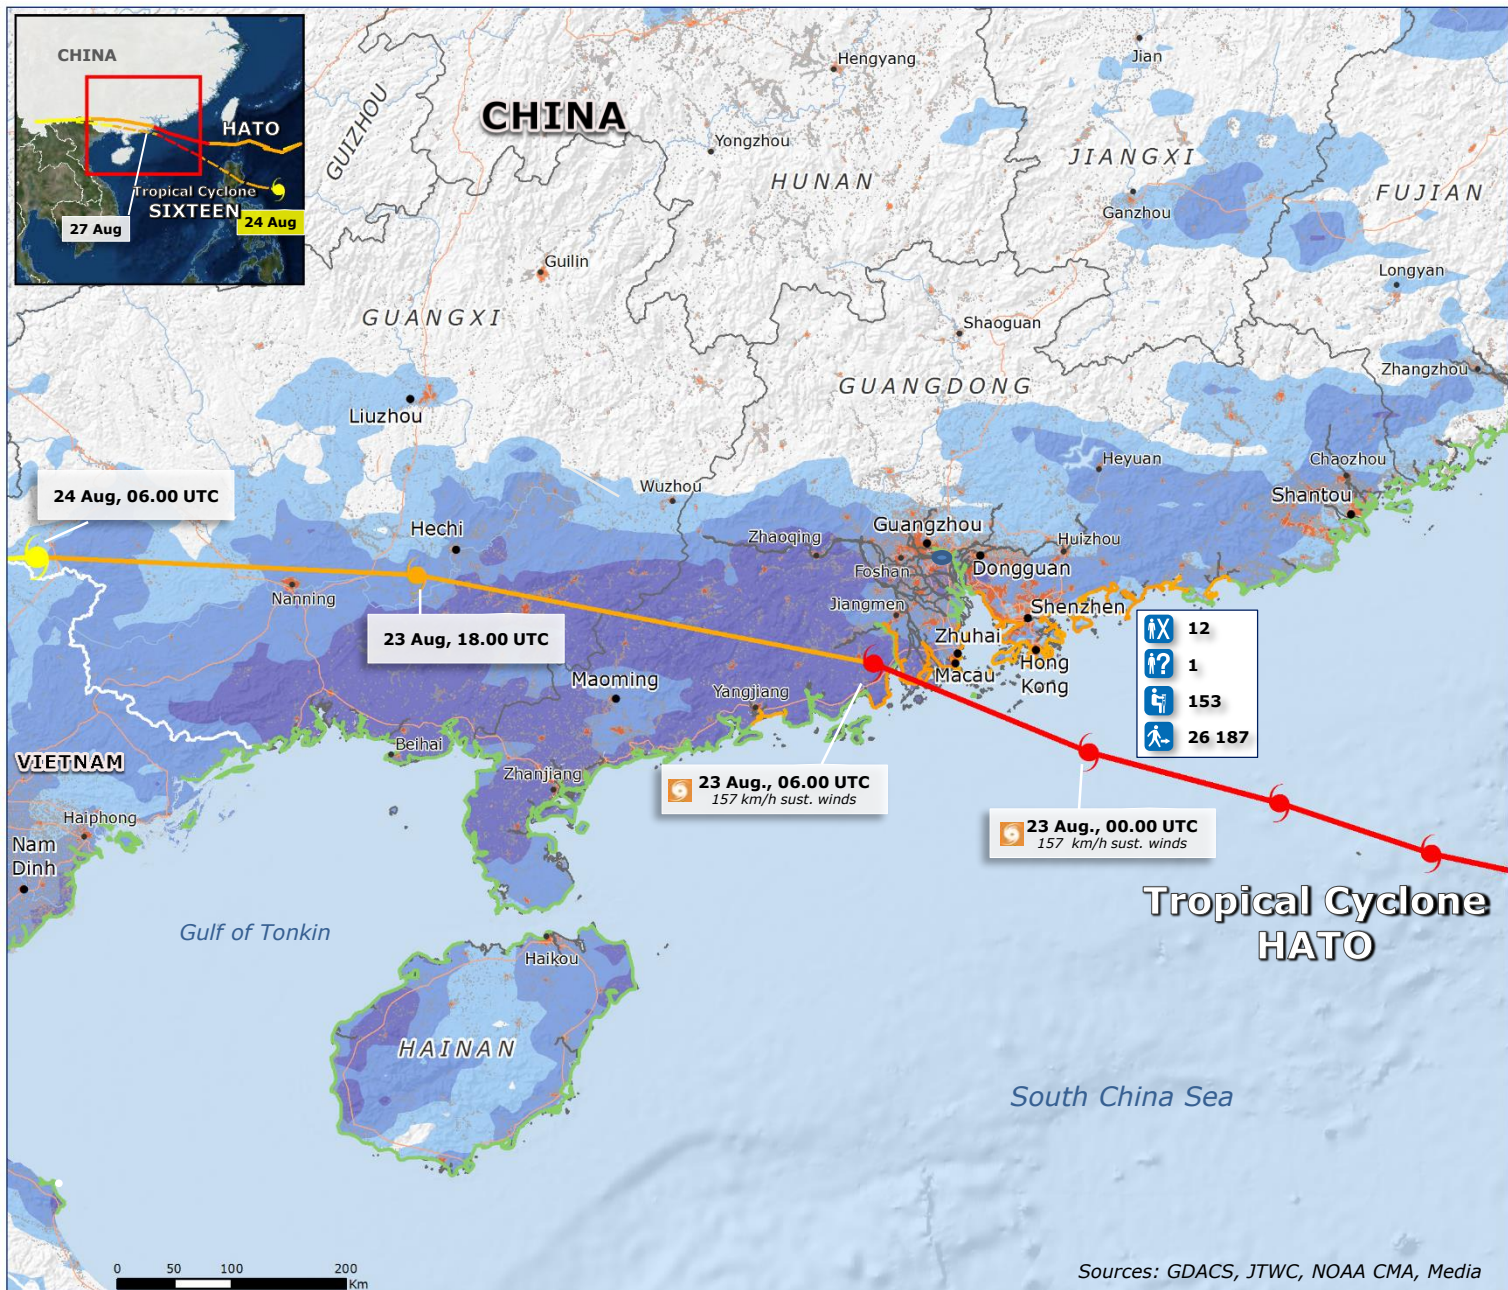 CHINA
HATO
Tropical Cyclone
SIXTEEN
27 Aug
24 Aug
CHINA
GUIZHOU
Hengyang
Jian
Yongzhou
HUNAN
JIANGXI
Ganzhou
FUJIAN
Guilin
Longyan
GUANGXI
Shaoguan
GUANGDONG
Zhangzhou
Liuzhou
Heyuan
Chaozhou
24 Aug, 06.00 UTC
Wuzhou
Shantou
Hechi
Zhaoqing
Guangzhou
Huizhou
Foshan
Dongguan
Nanning
Jiangmen
Shenzhen
23 Aug, 18.00 UTC
Zhuhai
Macau
Hong
Kong
12
1
153
26 187
Maoming
Yangjiang
Beihai
VIETNAM
Zhanjiang
23 Aug., 06.00 UTC
157 km/h sust. winds
23 Aug., 00.00 UTC
157 km/h sust. winds
Haiphong
Nam
Dinh
Tropical Cyclone
HATO
Gulf of Tonkin
Haikou
HAINAN
South China Sea
0 50 100 200
Km
Sources: GDACS, JTWC, NOAA CMA, Media